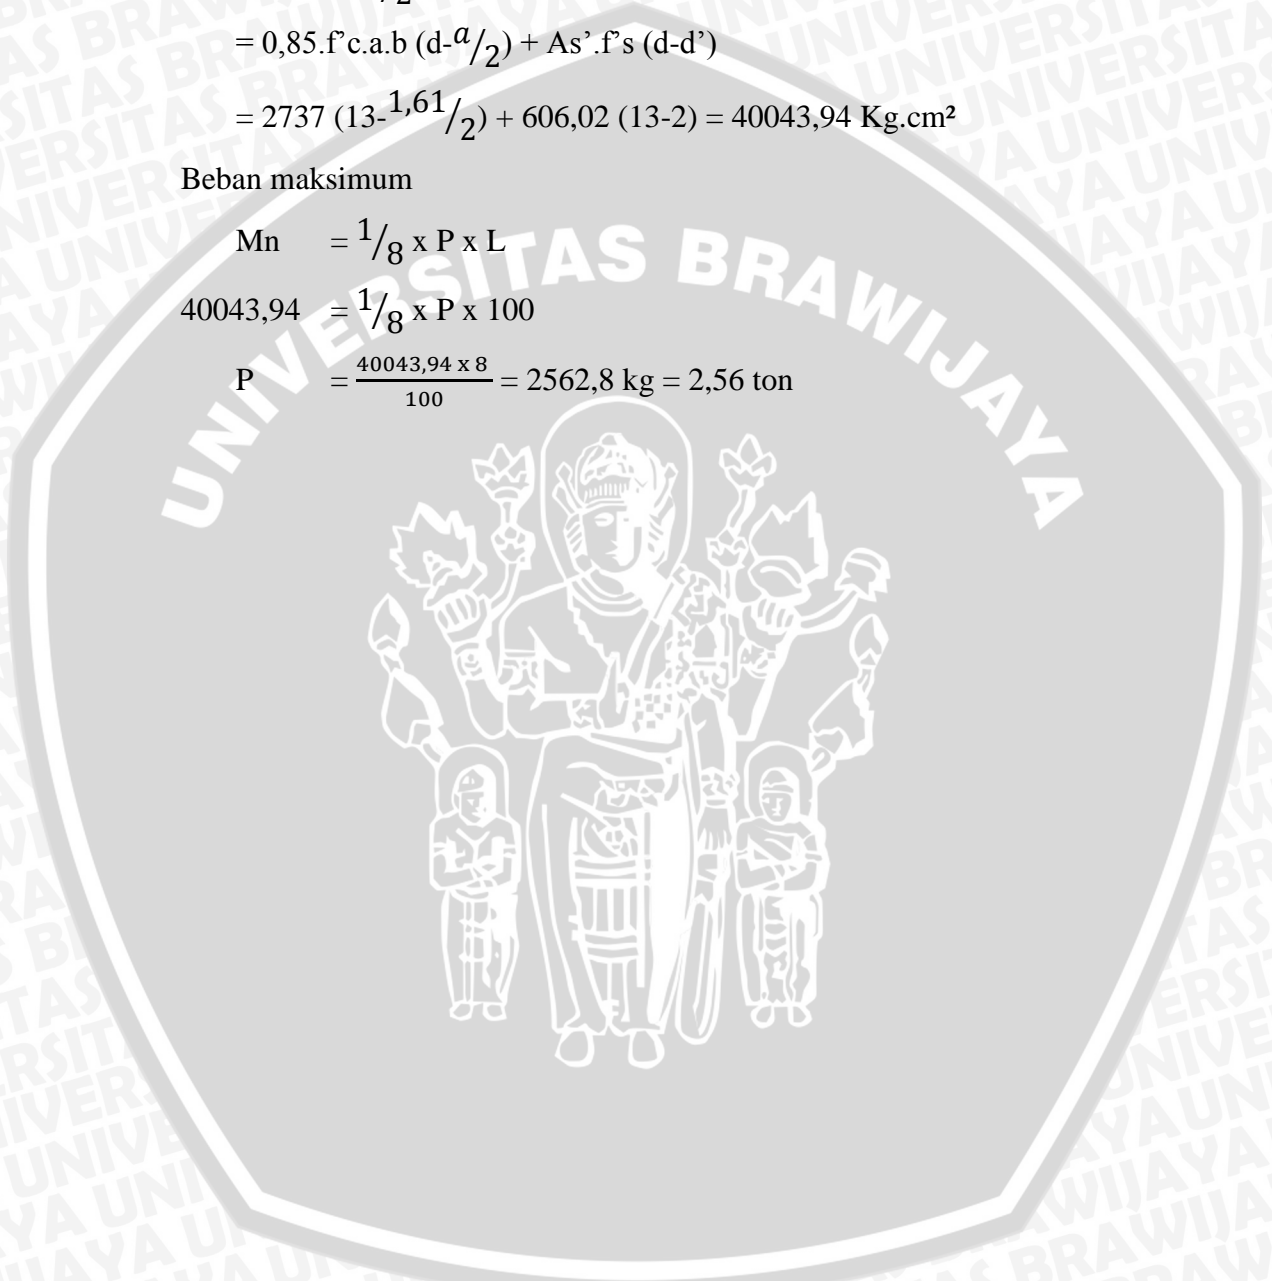 = 0,85.f’c.a.b (d-a/2) + As’.f’s (d-d’)
= 2737 (13-1,61/2) + 606,02 (13-2) = 40043,94 Kg.cm²
Beban maksimum
Mn = 1/8 x P x L
40043,94 = 1/8 x P x 100
P = 40043,94 x 8 / 100 = 2562,8 kg = 2,56 ton
UNIVERSITAS BRAWIJAYA